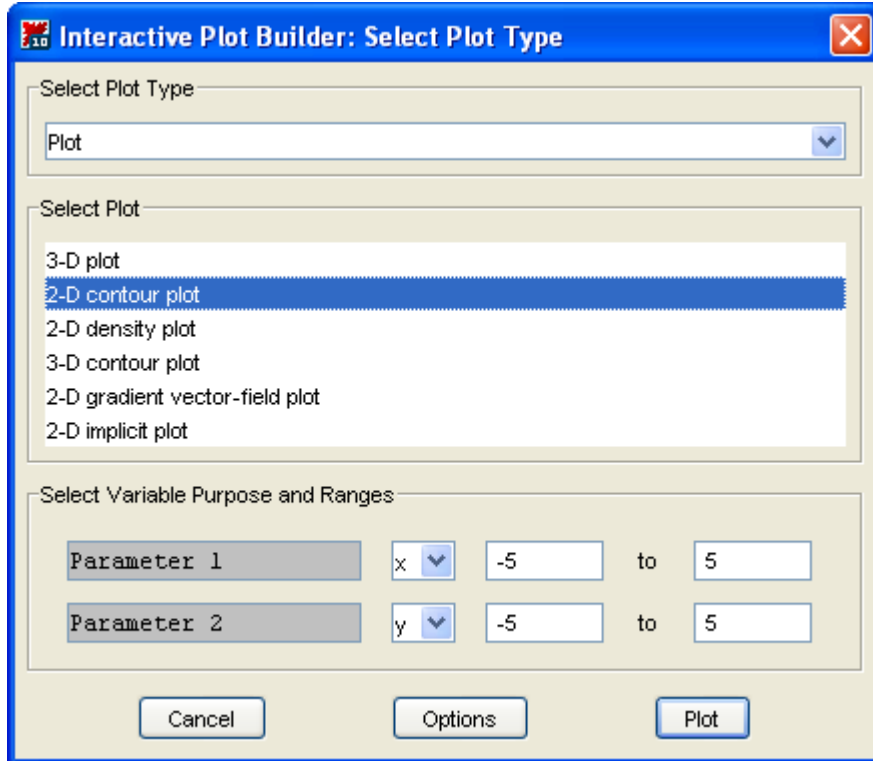 10 Interactive Plot Builder: Select Plot Type
Select Plot Type
Plot
Select Plot
3-D plot
2-D contour plot
2-D density plot
3-D contour plot
2-D gradient vector-field plot
2-D implicit plot
Select Variable Purpose and Ranges
Parameter 1 x -5 to 5
Parameter 2 y -5 to 5
Cancel Options Plot